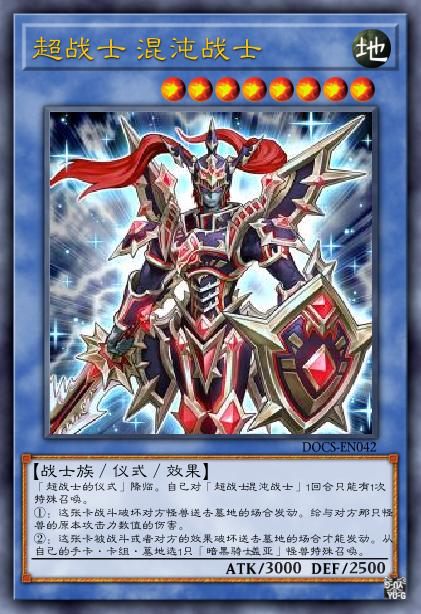 超战士 混沌战士
地
DOCS-EN042
【战士族／仪式／效果】
「超战士的仪式」降临。自己对「超战士混沌战士」1回合只能有1次
特殊召唤。
①：这张卡战斗破坏对方怪兽送去墓地的场合发动。给与对方那只怪
兽的原本攻击力数值的伤害。
②：这张卡被战斗或者对方的效果破坏送去墓地的场合才能发动。从
自己的手卡・卡组・墓地选1只「暗黑骑士盖亚」怪兽特殊召唤。
ATK/3000 DEF/2500